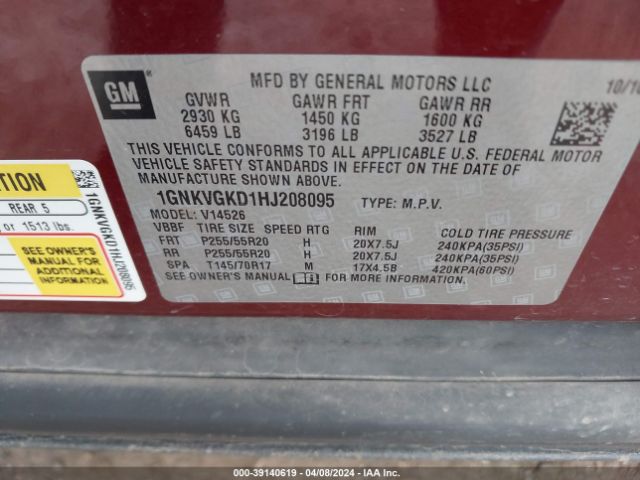 GM
®
MFD BY GENERAL MOTORS LLC
10/16
GVWR GAWR FRT GAWR RR
2930 KG 1450 KG 1600 KG
6459 LB 3196 LB 3527 LB
THIS VEHICLE CONFORMS TO ALL APPLICABLE U.S. FEDERAL MOTOR
VEHICLE SAFETY STANDARDS IN EFFECT ON THE DATE OF
MANUFACTURE SHOWN ABOVE.
1GNKVGKD1HJ208095 TYPE: M.P.V.
MODEL: V14526
VBBF TIRE SIZE SPEED RTG RIM COLD TIRE PRESSURE
FRT P255/55R20 H 20X7.5J 240KPA(35PSI)
RR P255/55R20 H 20X7.5J 240KPA(35PSI)
SPA T145/70R17 M 17X4.5B 420KPA(60PSI)
SEE OWNER'S MANUAL FOR MORE INFORMATION.
TION
REAR 5
or 1513 lbs.
SEE OWNER'S
MANUAL FOR
ADDITIONAL
INFORMATION
1GNKVGKD1HJ208095
000-39140619 - 04/08/2024 - IAA Inc.